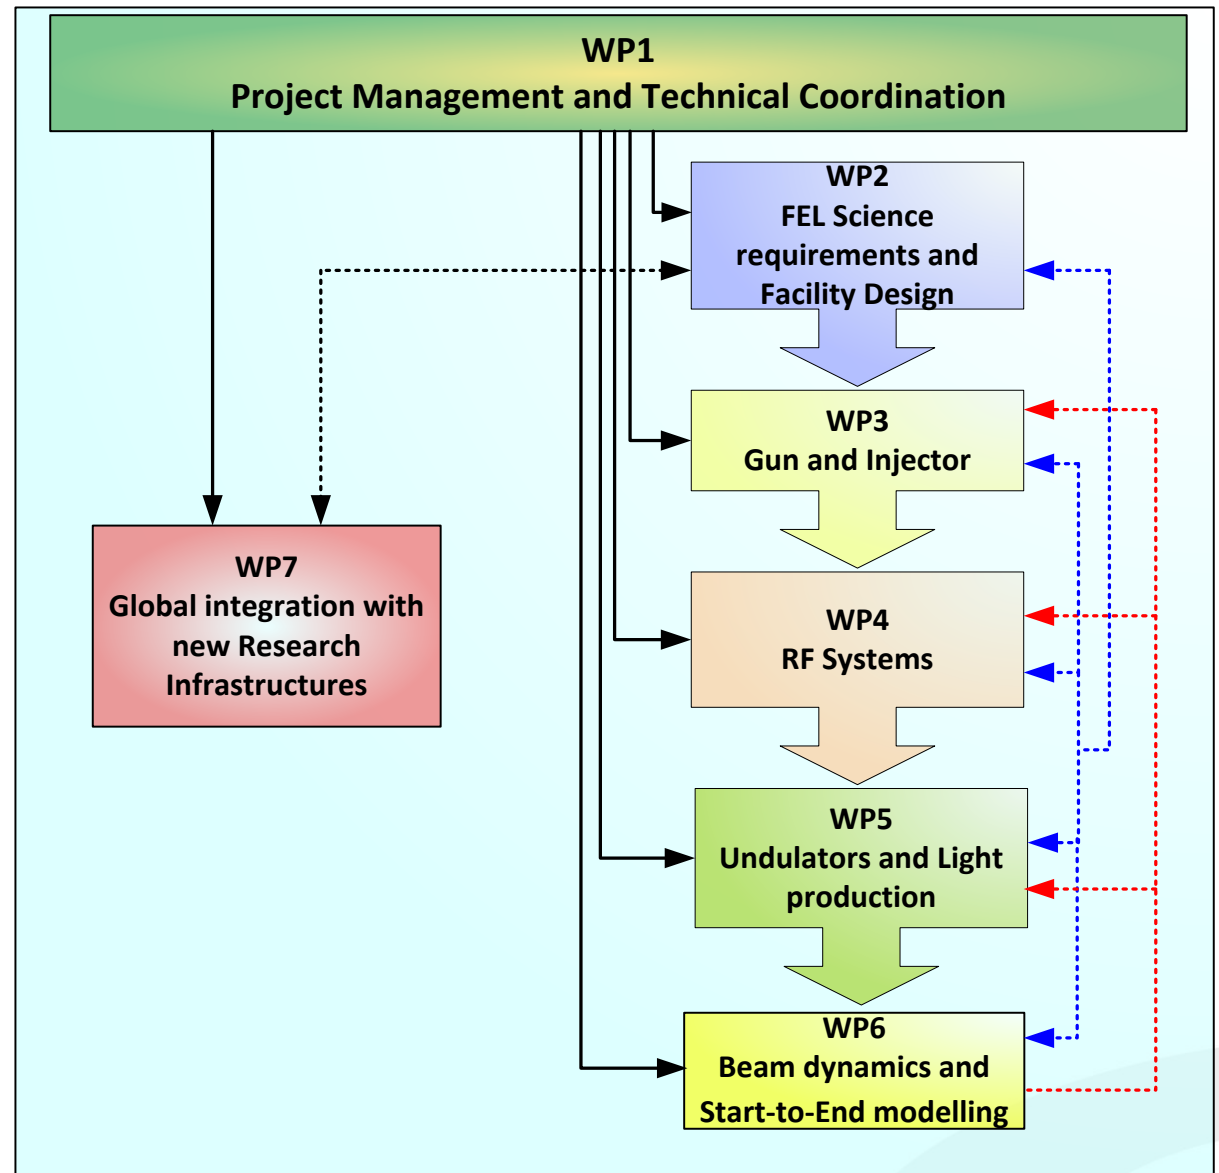 WP1
Project Management and Technical Coordination
WP2
FEL Science
requirements and
Facility Design
WP3
Gun and Injector
WP7
Global integration with
new Research
Infrastructures
WP4
RF Systems
WP5
Undulators and Light
production
WP6
Beam dynamics and
Start-to-End modelling